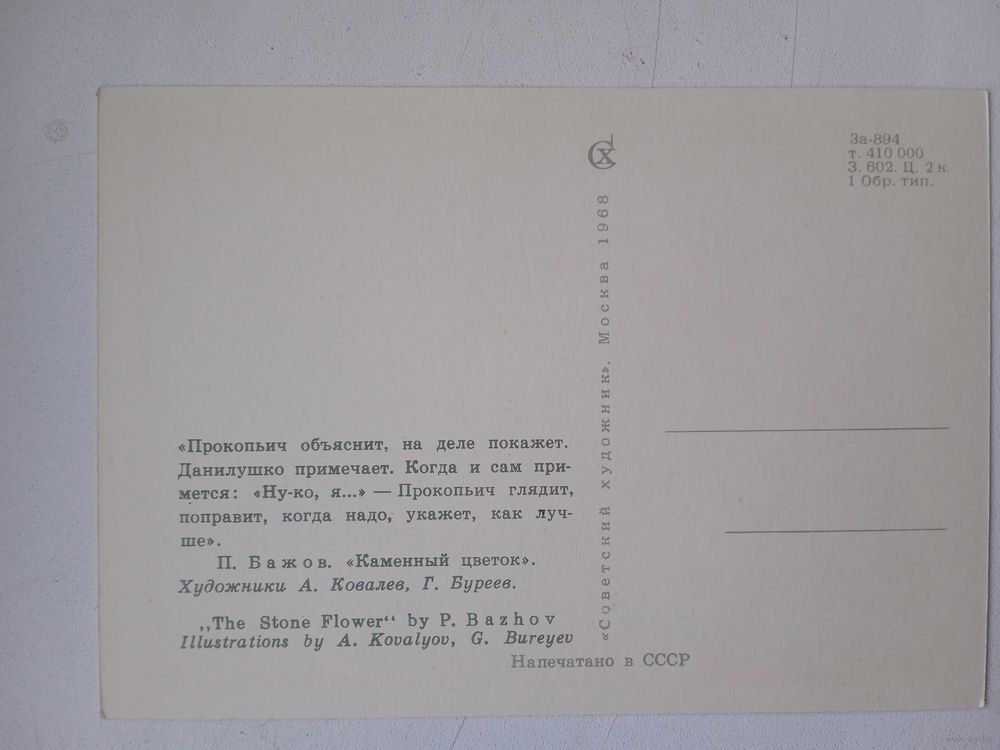 «Прокопьич объяснит, на деле покажет.
Данилушко примечает. Когда и сам при-
мется: «Ну-ко, я...» — Прокопьич глядит,
поправит, когда надо, укажет, как луч-
ше».
П. Бажов. «Каменный цветок».
Художники А. Ковалев, Г. Буреев.
„The Stone Flower“ by P. Bazhov
Illustrations by A. Kovalyov, G. Bureyev
Напечатано в СССР
СХ
«Советский художник». Москва 1968
За-894
т. 410 000
З. 602. Ц. 2 к.
1 Обр. тип.